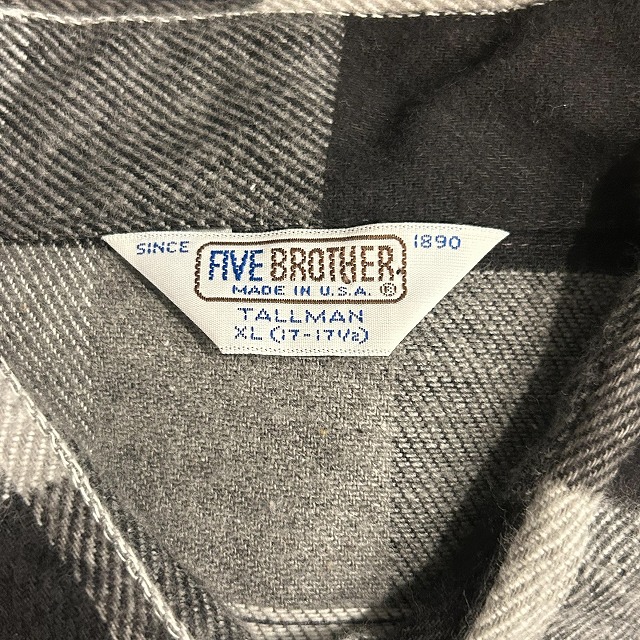 SINCE 1890
FIVE BROTHER
MADE IN U.S.A. ®
TALLMAN
XL (17-17½)